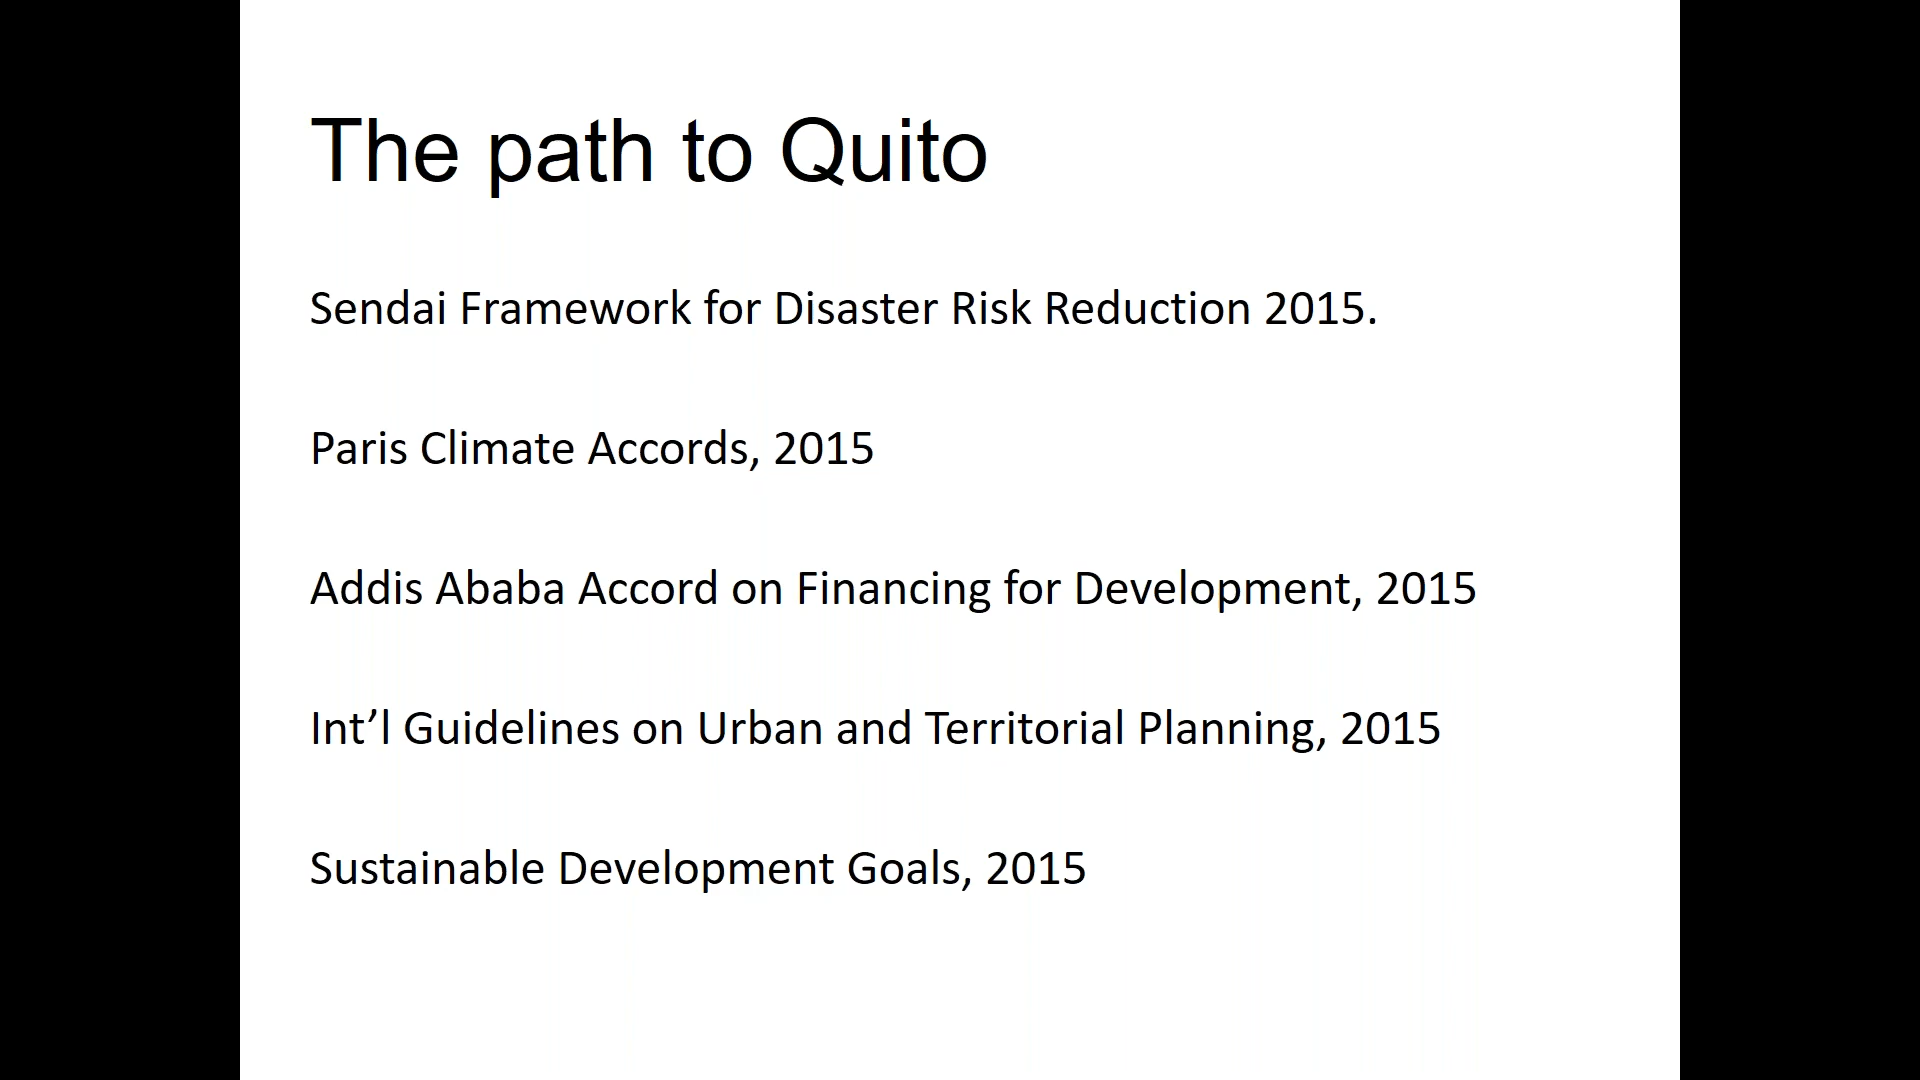 The path to Quito
Sendai Framework for Disaster Risk Reduction 2015.
Paris Climate Accords, 2015
Addis Ababa Accord on Financing for Development, 2015
Int’l Guidelines on Urban and Territorial Planning, 2015
Sustainable Development Goals, 2015